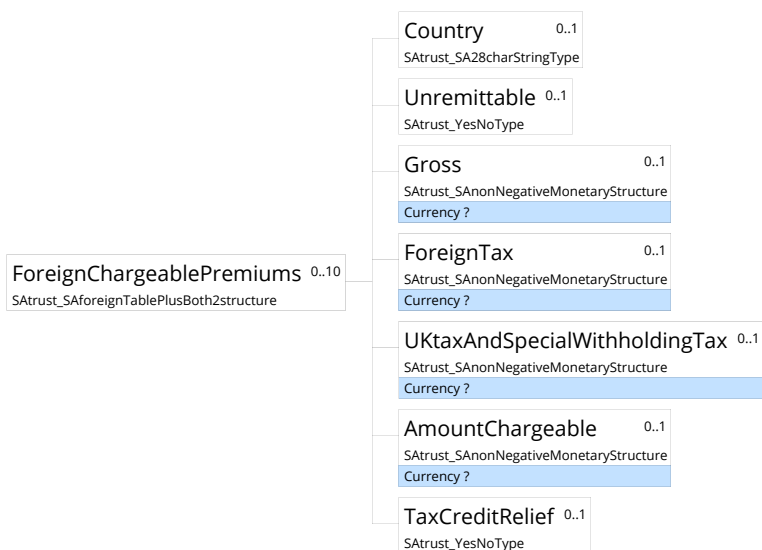 Country 0..1
SAtrust_SA28charStringType
Unremittable 0..1
SAtrust_YesNoType
Gross 0..1
SAtrust_SAnonNegativeMonetaryStructure
Currency ?
ForeignChargeablePremiums 0..10
SAtrust_SAforeignTablePlusBoth2structure
ForeignTax 0..1
SAtrust_SAnonNegativeMonetaryStructure
Currency ?
UKtaxAndSpecialWithholdingTax 0..1
SAtrust_SAnonNegativeMonetaryStructure
Currency ?
AmountChargeable 0..1
SAtrust_SAnonNegativeMonetaryStructure
Currency ?
TaxCreditRelief 0..1
SAtrust_YesNoType